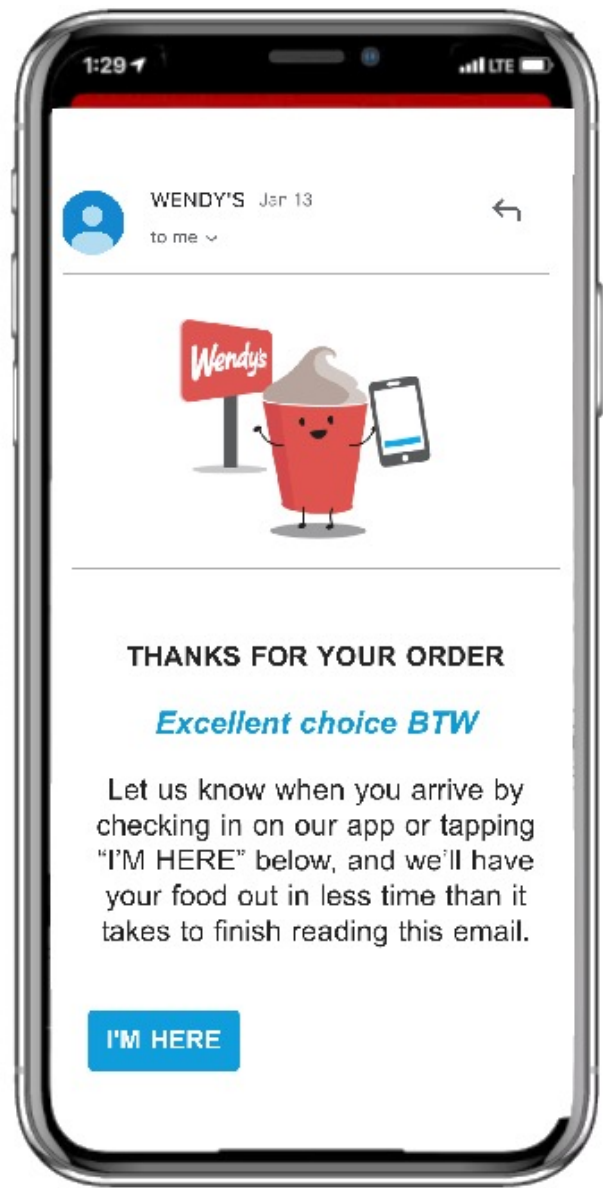 1:29 LTE
WENDY'S Jan 13
to me
Wendy's
THANKS FOR YOUR ORDER
Excellent choice BTW
Let us know when you arrive by
checking in on our app or tapping
“I'M HERE” below, and we'll have
your food out in less time than it
takes to finish reading this email.
I'M HERE